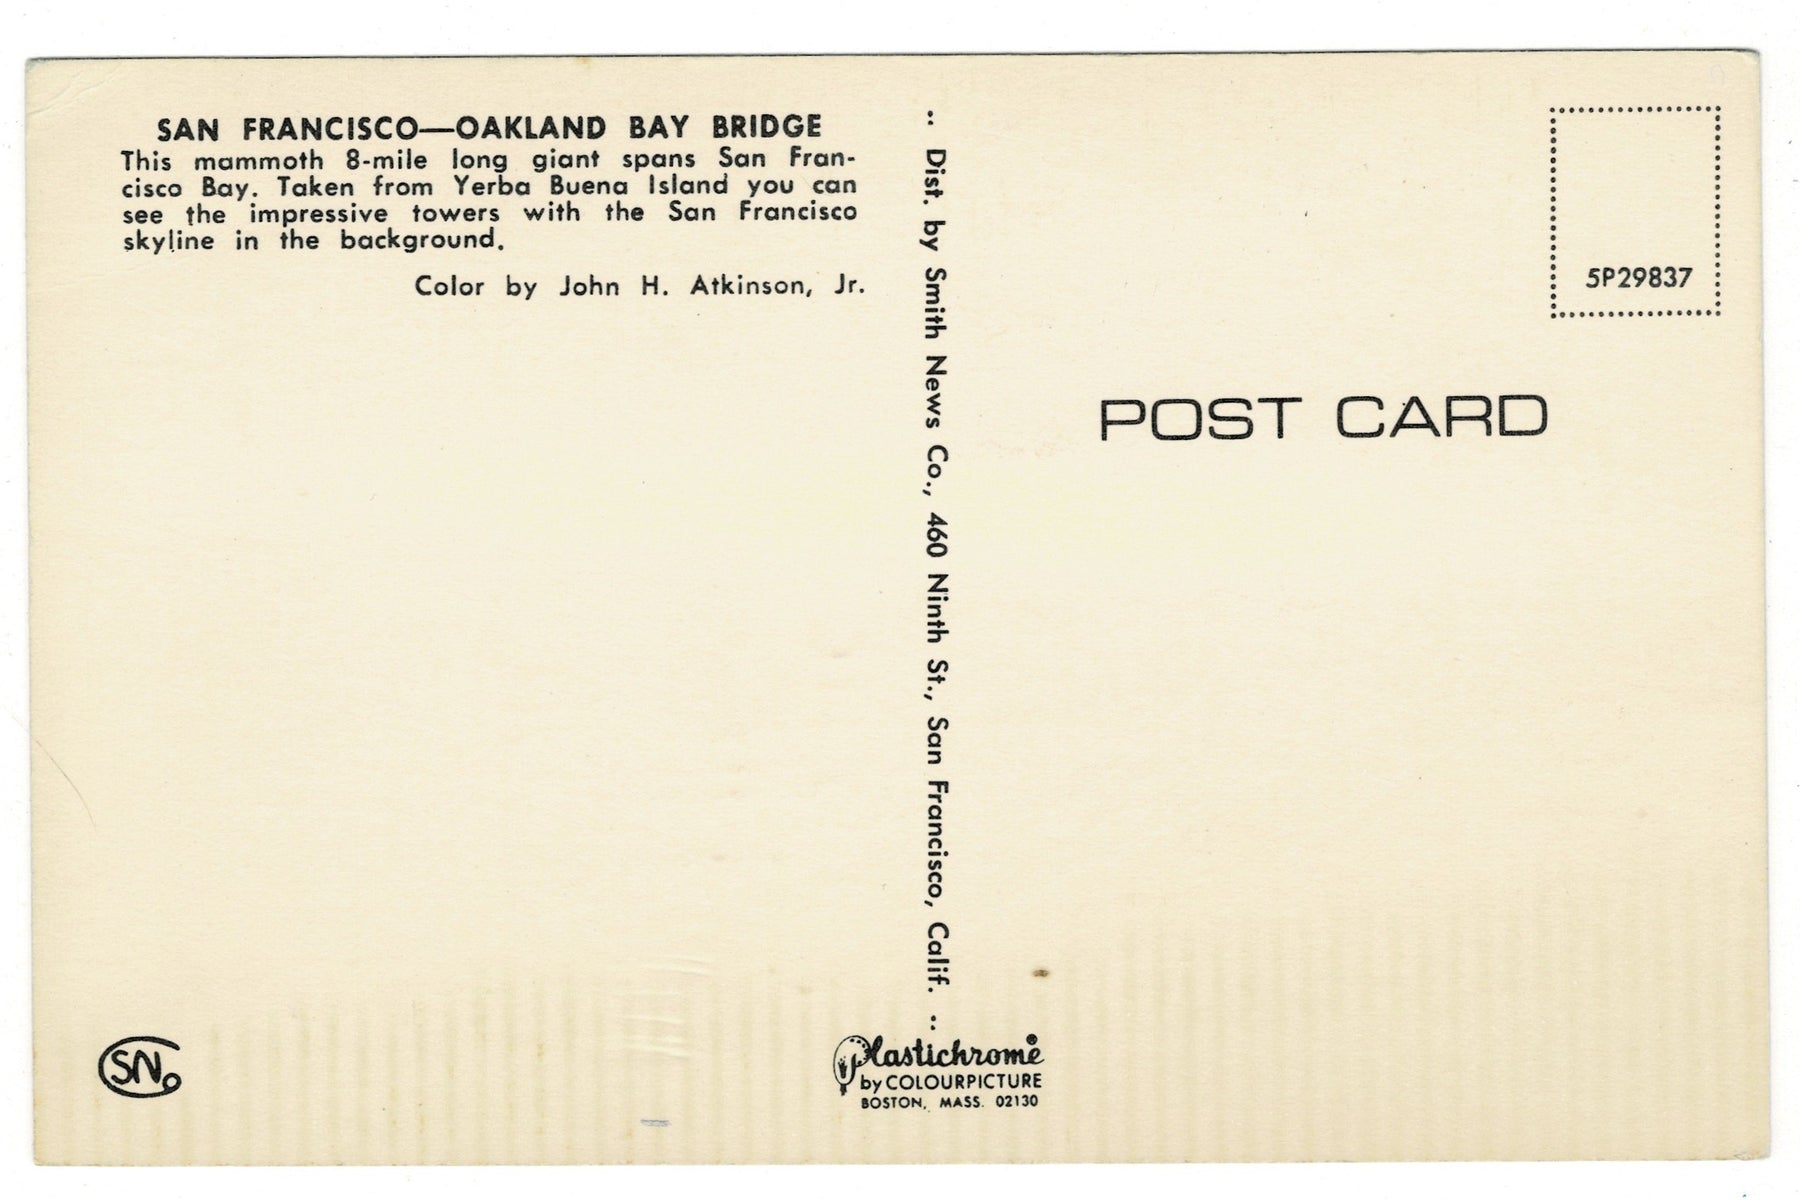 SAN FRANCISCO—OAKLAND BAY BRIDGE
This mammoth 8-mile long giant spans San Fran-
cisco Bay. Taken from Yerba Buena Island you can
see the impressive towers with the San Francisco
skyline in the background.
Color by John H. Atkinson, Jr.
SNCo
Dist. by Smith News Co., 460 Ninth St., San Francisco, Calif.
Plastichrome®
by COLOURPICTURE
BOSTON, MASS. 02130
5P29837
POST CARD